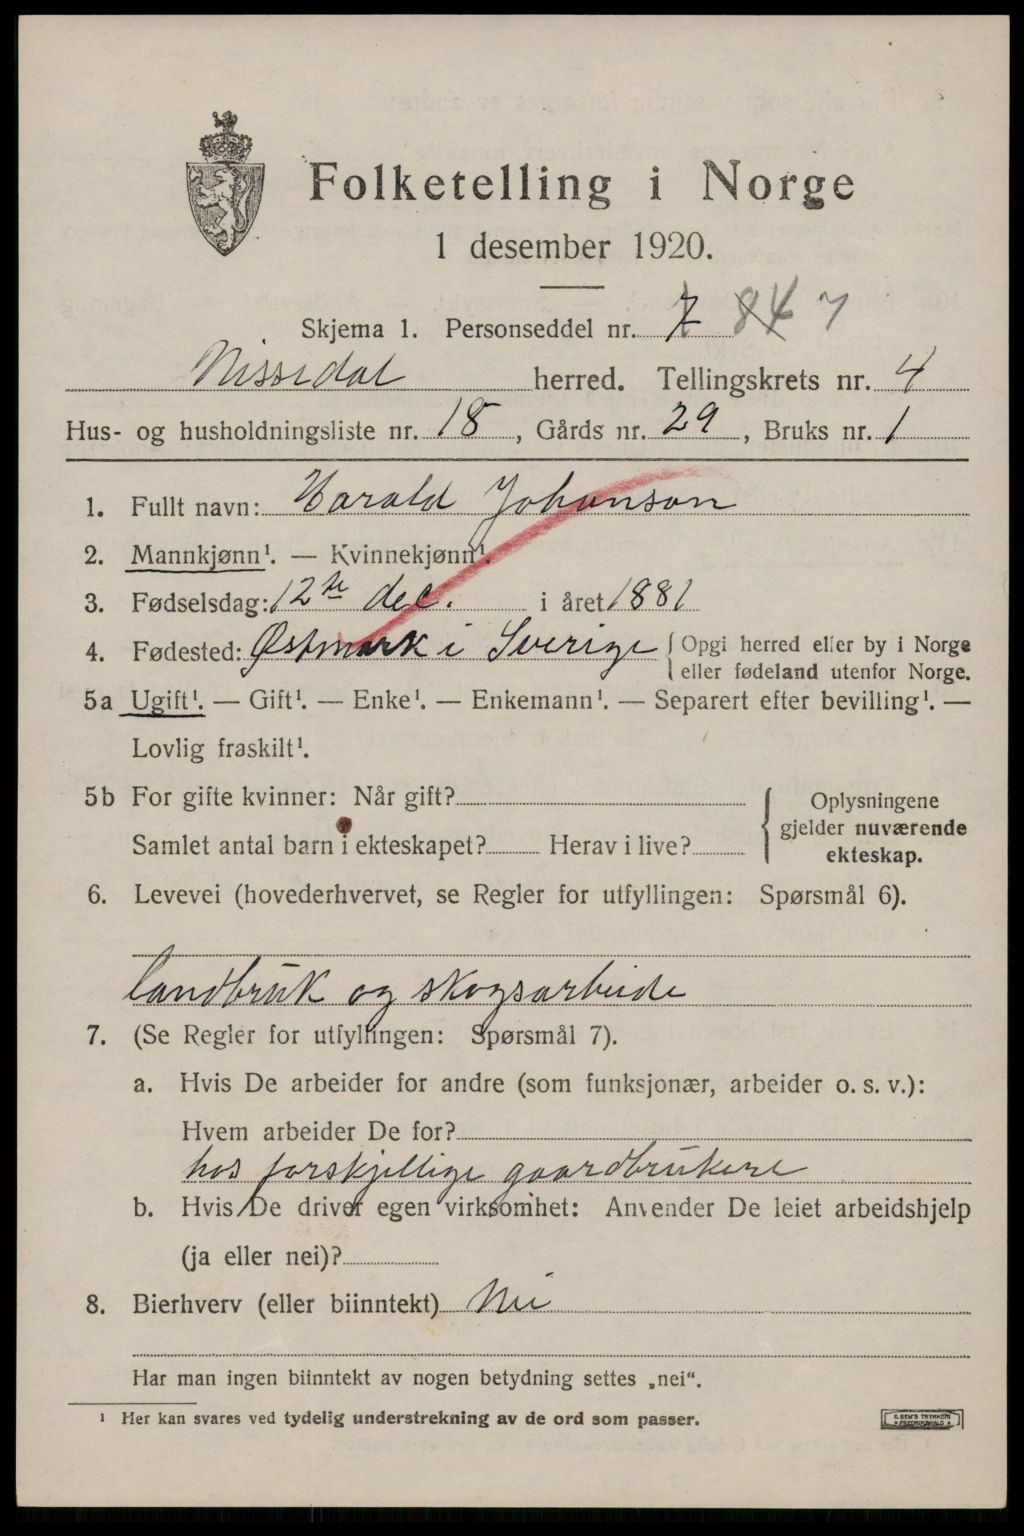 Folketelling i Norge
1 desember 1920.
Skjema 1. Personseddel nr. 7 847
Nissedal herred. Tellingskrets nr. 4
Hus- og husholdningsliste nr. 18, Gårds nr. 29, Bruks nr. 1
1. Fullt navn: Harald Johanson
2. Mannkjønn¹. — Kvinnekjønn¹.
3. Fødselsdag: 12te dec. i året 1881
4. Fødested: Østmark i Sverige {Opgi herred eller by i Norge
eller fødeland utenfor Norge.
5a Ugift¹. — Gift¹. — Enke¹. — Enkemann¹. — Separert efter bevilling¹. —
Lovlig fraskilt¹.
5b For gifte kvinner: Når gift?
Samlet antal barn i ekteskapet? Herav i live?
Oplysningene
gjelder nuværende
ekteskap.
6. Levevei (hovederhvervet, se Regler for utfyllingen: Spørsmål 6).
landbruk og skogsarbeide
7. (Se Regler for utfyllingen: Spørsmål 7).
a. Hvis De arbeider for andre (som funksjonær, arbeider o. s. v.):
Hvem arbeider De for?
hos forskjellige gaardbrukere
b. Hvis De driver egen virksomhet: Anvender De leiet arbeidshjelp
(ja eller nei)?
8. Bierhverv (eller biinntekt) Nei
Har man ingen biinntekt av nogen betydning settes „nei“.
¹ Her kan svares ved tydelig understrekning av de ord som passer.